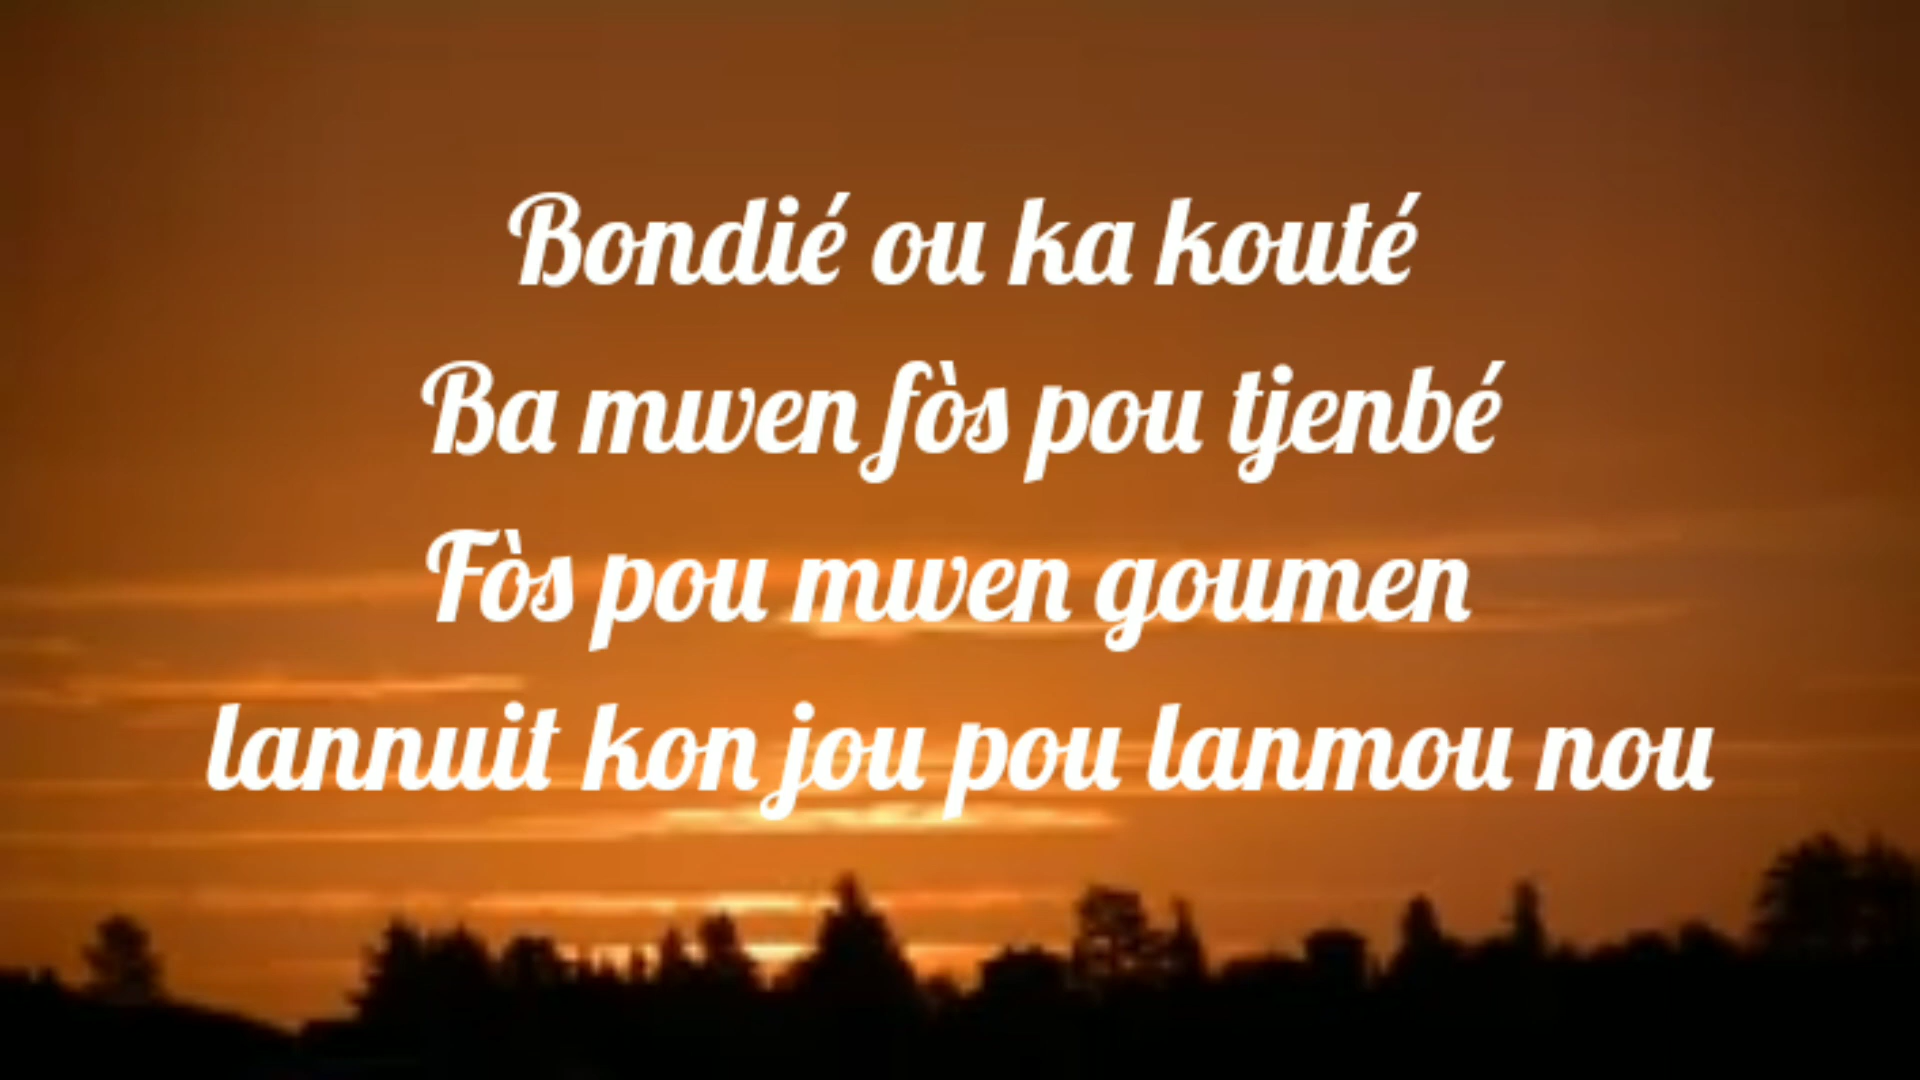 Bondié ou ka kouté
Ba mwen fòs pou tjenbé
Fòs pou mwen goumen
lannuit kon jou pou lanmou nou